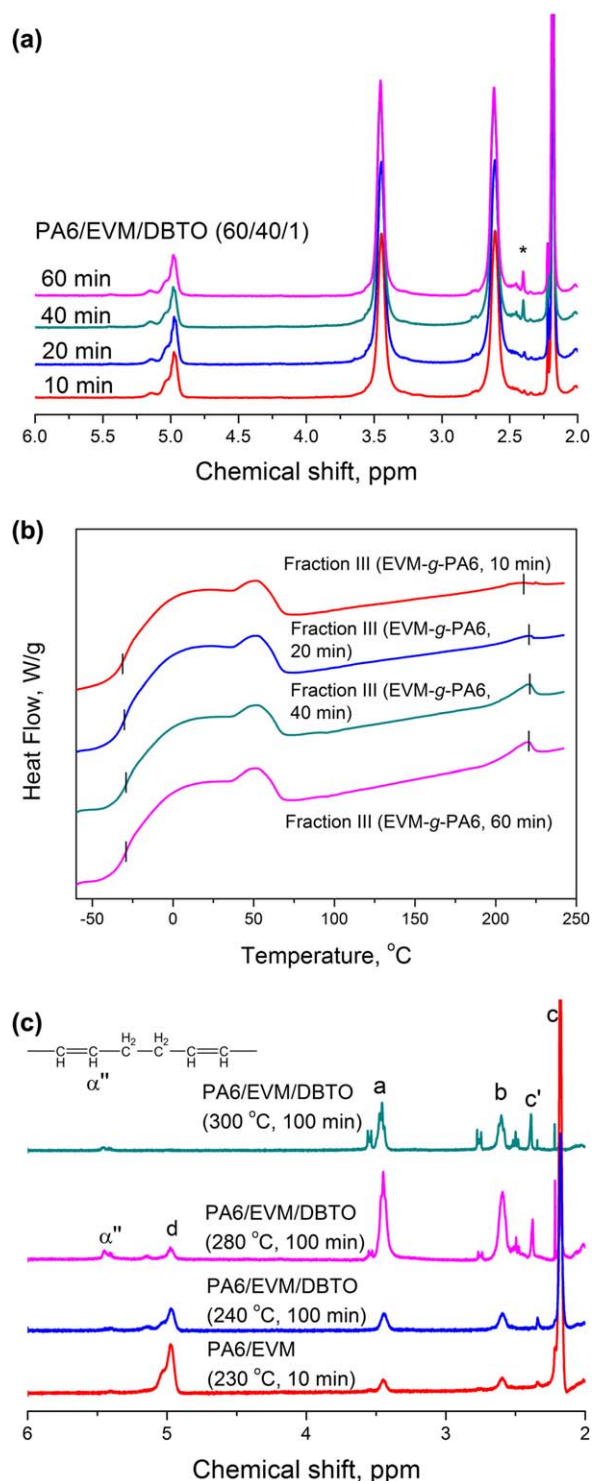 (a)
PA6/EVM/DBTO (60/40/1)
*
60 min
40 min
20 min
10 min
6.0 5.5 5.0 4.5 4.0 3.5 3.0 2.5 2.0
Chemical shift, ppm
(b)
Heat Flow, W/g
Fraction III (EVM-g-PA6, 10 min)
Fraction III (EVM-g-PA6,
20 min)
Fraction III (EVM-g-PA6,
40 min)
Fraction III (EVM-g-PA6, 60 min)
-50 0 50 100 150 200 250
Temperature, °C
(c)
c
H₂ H₂
C=C-C-C-C=C
H H H H
α"
PA6/EVM/DBTO
(300 °C, 100 min)
a b c'
PA6/EVM/DBTO
(280 °C, 100 min)
α" d
PA6/EVM/DBTO
(240 °C, 100 min)
PA6/EVM
(230 °C, 10 min)
6 5 4 3 2
Chemical shift, ppm